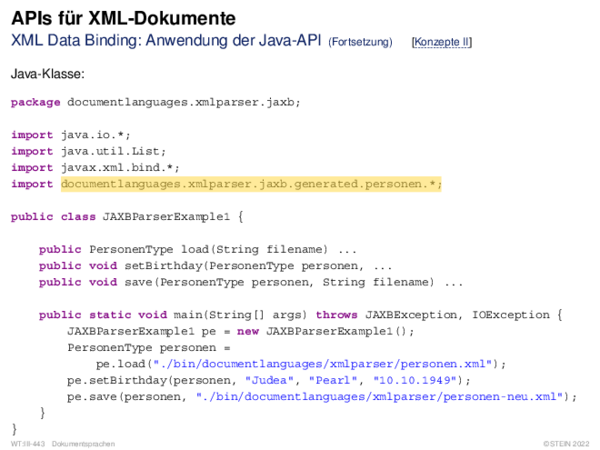 APIs für XML-Dokumente
XML Data Binding: Anwendung der Java-API (Fortsetzung) [Konzepte II]
Java-Klasse:
package documentlanguages.xmlparser.jaxb;
import java.io.*;
import java.util.List;
import javax.xml.bind.*;
import documentlanguages.xmlparser.jaxb.generated.personen.*;
public class JAXBParserExample1 {
public PersonenType load(String filename) ...
public void setBirthday(PersonenType personen, ...
public void save(PersonenType personen, String filename) ...
public static void main(String[] args) throws JAXBException, IOException {
JAXBParserExample1 pe = new JAXBParserExample1();
PersonenType personen =
pe.load("./bin/documentlanguages/xmlparser/personen.xml");
pe.setBirthday(personen, "Judea", "Pearl", "10.10.1949");
pe.save(personen, "./bin/documentlanguages/xmlparser/personen-neu.xml");
}
}
WT:III-443 Dokumentsprachen ©STEIN 2022